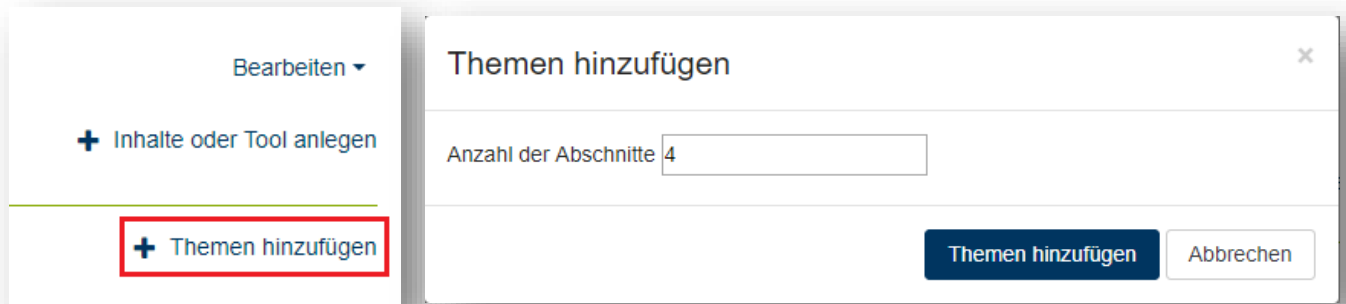 Bearbeiten
+ Inhalte oder Tool anlegen
+ Themen hinzufügen
Themen hinzufügen ×
Anzahl der Abschnitte 4
Themen hinzufügen Abbrechen